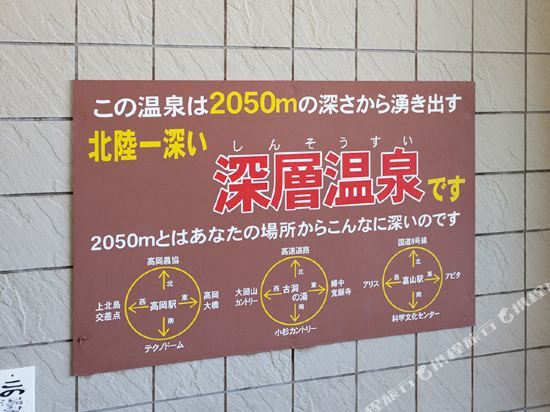 この温泉は2050mの深さから湧き出す
北陸一深い
しんそうすい
深層温泉です
2050mとはあなたの場所からこんなに深いのです
高岡農協
北
上北島
交差点
西
高岡駅
東
高岡
大橋
南
テクノドーム
高速道路
北
大閤山
カントリー
西
古洞
の湯
東
婦中
覚願寺
南
小杉カントリー
国道8号線
北
アリス
西
富山駅
東
アピタ
南
科学文化センター
携程旅行